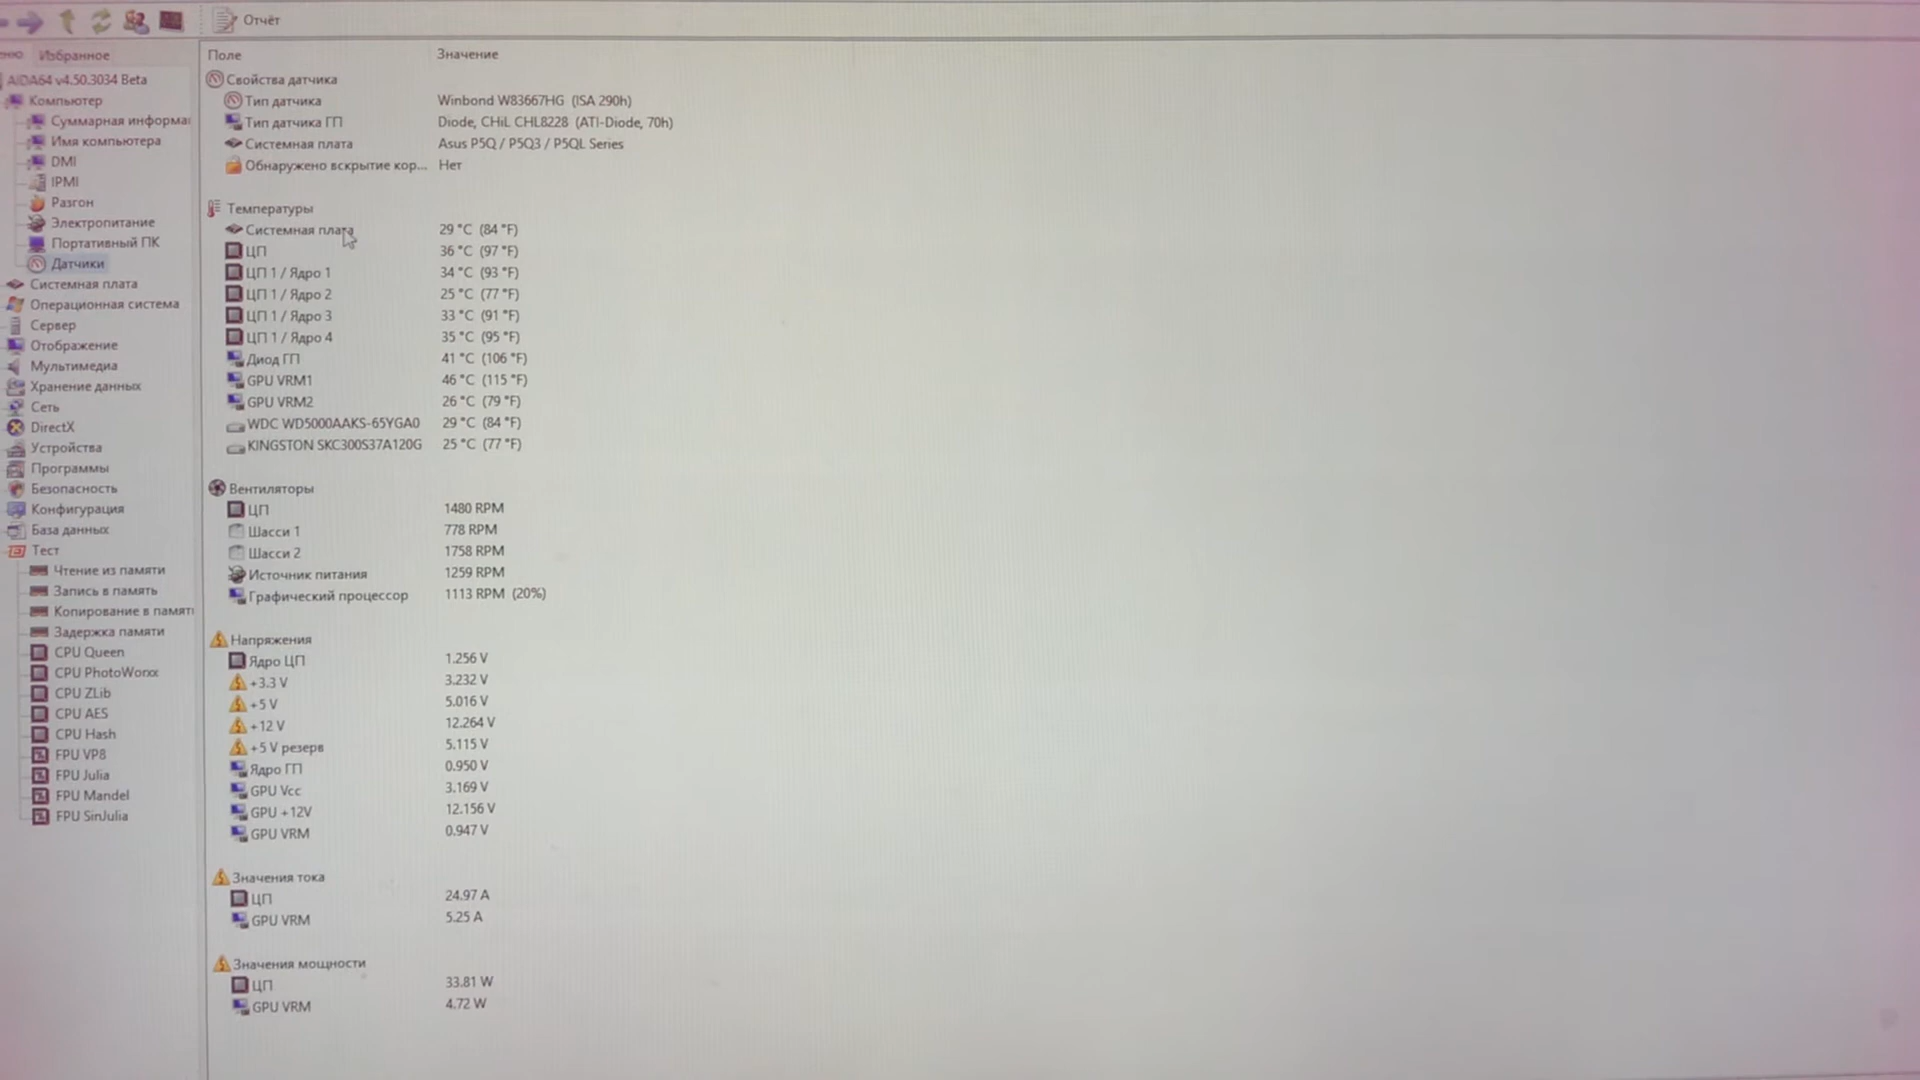 Отчёт
Избранное
AIDA64 v4.50.3034 Beta
Компьютер
Суммарная информа
Имя компьютера
DMI
IPMI
Разгон
Электропитание
Портативный ПК
Датчики
Системная плата
Операционная система
Сервер
Отображение
Мультимедиа
Хранение данных
Сеть
DirectX
Устройства
Программы
Безопасность
Конфигурация
База данных
Тест
Чтение из памяти
Запись в память
Копирование в памят
Задержка памяти
CPU Queen
CPU PhotoWorxx
CPU ZLib
CPU AES
CPU Hash
FPU VP8
FPU Julia
FPU Mandel
FPU SinJulia
Поле Значение
Свойства датчика
Тип датчика Winbond W83667HG (ISA 290h)
Тип датчика ГП Diode, CHiL CHL8228 (ATI-Diode, 70h)
Системная плата Asus P5Q / P5Q3 / P5QL Series
Обнаружено вскрытие кор... Нет
Температуры
Системная плата 29 °C (84 °F)
ЦП 36 °C (97 °F)
ЦП 1 / Ядро 1 34 °C (93 °F)
ЦП 1 / Ядро 2 25 °C (77 °F)
ЦП 1 / Ядро 3 33 °C (91 °F)
ЦП 1 / Ядро 4 35 °C (95 °F)
Диод ГП 41 °C (106 °F)
GPU VRM1 46 °C (115 °F)
GPU VRM2 26 °C (79 °F)
WDC WD5000AAKS-65YGA0 29 °C (84 °F)
KINGSTON SKC300S37A120G 25 °C (77 °F)
Вентиляторы
ЦП 1480 RPM
Шасси 1 778 RPM
Шасси 2 1758 RPM
Источник питания 1259 RPM
Графический процессор 1113 RPM (20%)
Напряжения
Ядро ЦП 1.256 V
+3.3 V 3.232 V
+5 V 5.016 V
+12 V 12.264 V
+5 V резерв 5.115 V
Ядро ГП 0.950 V
GPU Vcc 3.169 V
GPU +12V 12.156 V
GPU VRM 0.947 V
Значения тока
ЦП 24.97 A
GPU VRM 5.25 A
Значения мощности
ЦП 33.81 W
GPU VRM 4.72 W